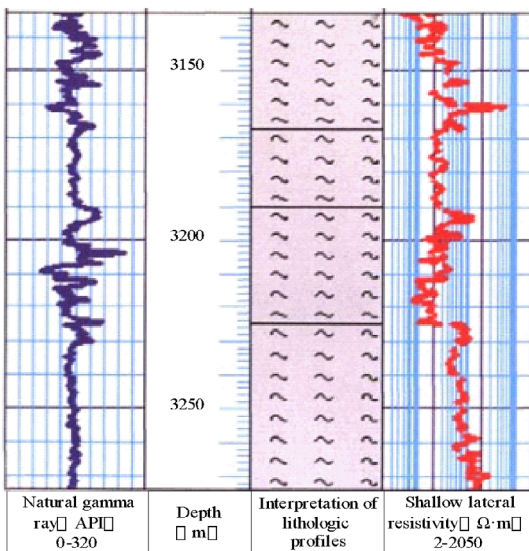 3150
3200
3250
Natural gamma
ray□ API□
0-320
Depth
□ m□
Interpretation of
lithologic
profiles
Shallow lateral
resistivity□ Ω·m□
2-2050